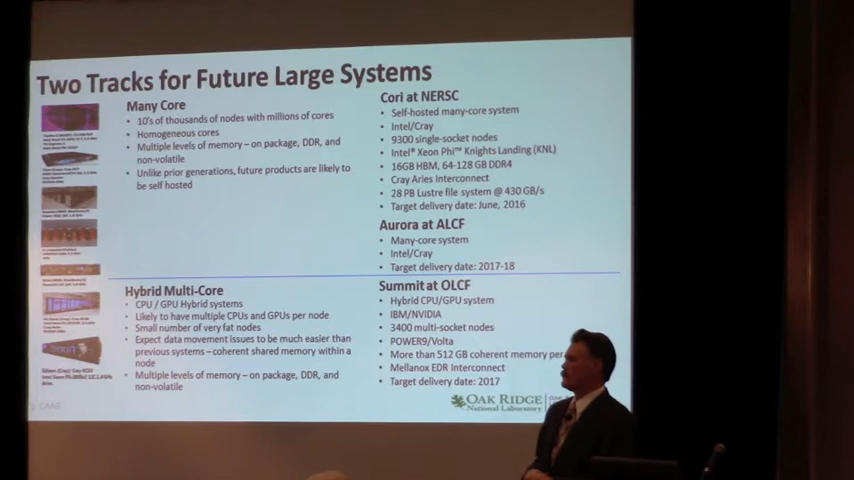 Two Tracks for Future Large Systems
Many Core
• 10's of thousands of nodes with millions of cores
• Homogeneous cores
• Multiple levels of memory – on package, DDR, and
non-volatile
• Unlike prior generations, future products are likely to
be self hosted
Cori at NERSC
• Self-hosted many-core system
• Intel/Cray
• 9300 single-socket nodes
• Intel® Xeon Phi™ Knights Landing (KNL)
• 16GB HBM, 64-128 GB DDR4
• Cray Aries Interconnect
• 28 PB Lustre file system @ 430 GB/s
• Target delivery date: June, 2016
Aurora at ALCF
• Many-core system
• Intel/Cray
• Target delivery date: 2017-18
Hybrid Multi-Core
• CPU / GPU Hybrid systems
• Likely to have multiple CPUs and GPUs per node
• Small number of very fat nodes
• Expect data movement issues to be much easier than
previous systems – coherent shared memory within a
node
• Multiple levels of memory – on package, DDR, and
non-volatile
Summit at OLCF
• Hybrid CPU/GPU system
• IBM/NVIDIA
• 3400 multi-socket nodes
• POWER9/Volta
• More than 512 GB coherent memory per
• Mellanox EDR Interconnect
• Target delivery date: 2017
OAK RIDGE
National Laboratory
CAAR